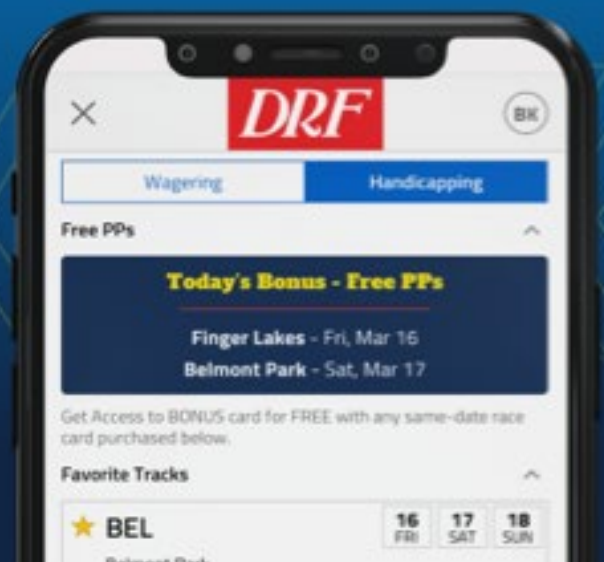 DRF
BK
Wagering
Handicapping
Free PPs
Today's Bonus - Free PPs
Finger Lakes - Fri, Mar 16
Belmont Park - Sat, Mar 17
Get Access to BONUS card for FREE with any same-date race
card purchased below.
Favorite Tracks
BEL
16 17 18
FRI SAT SUN
Belmont Park